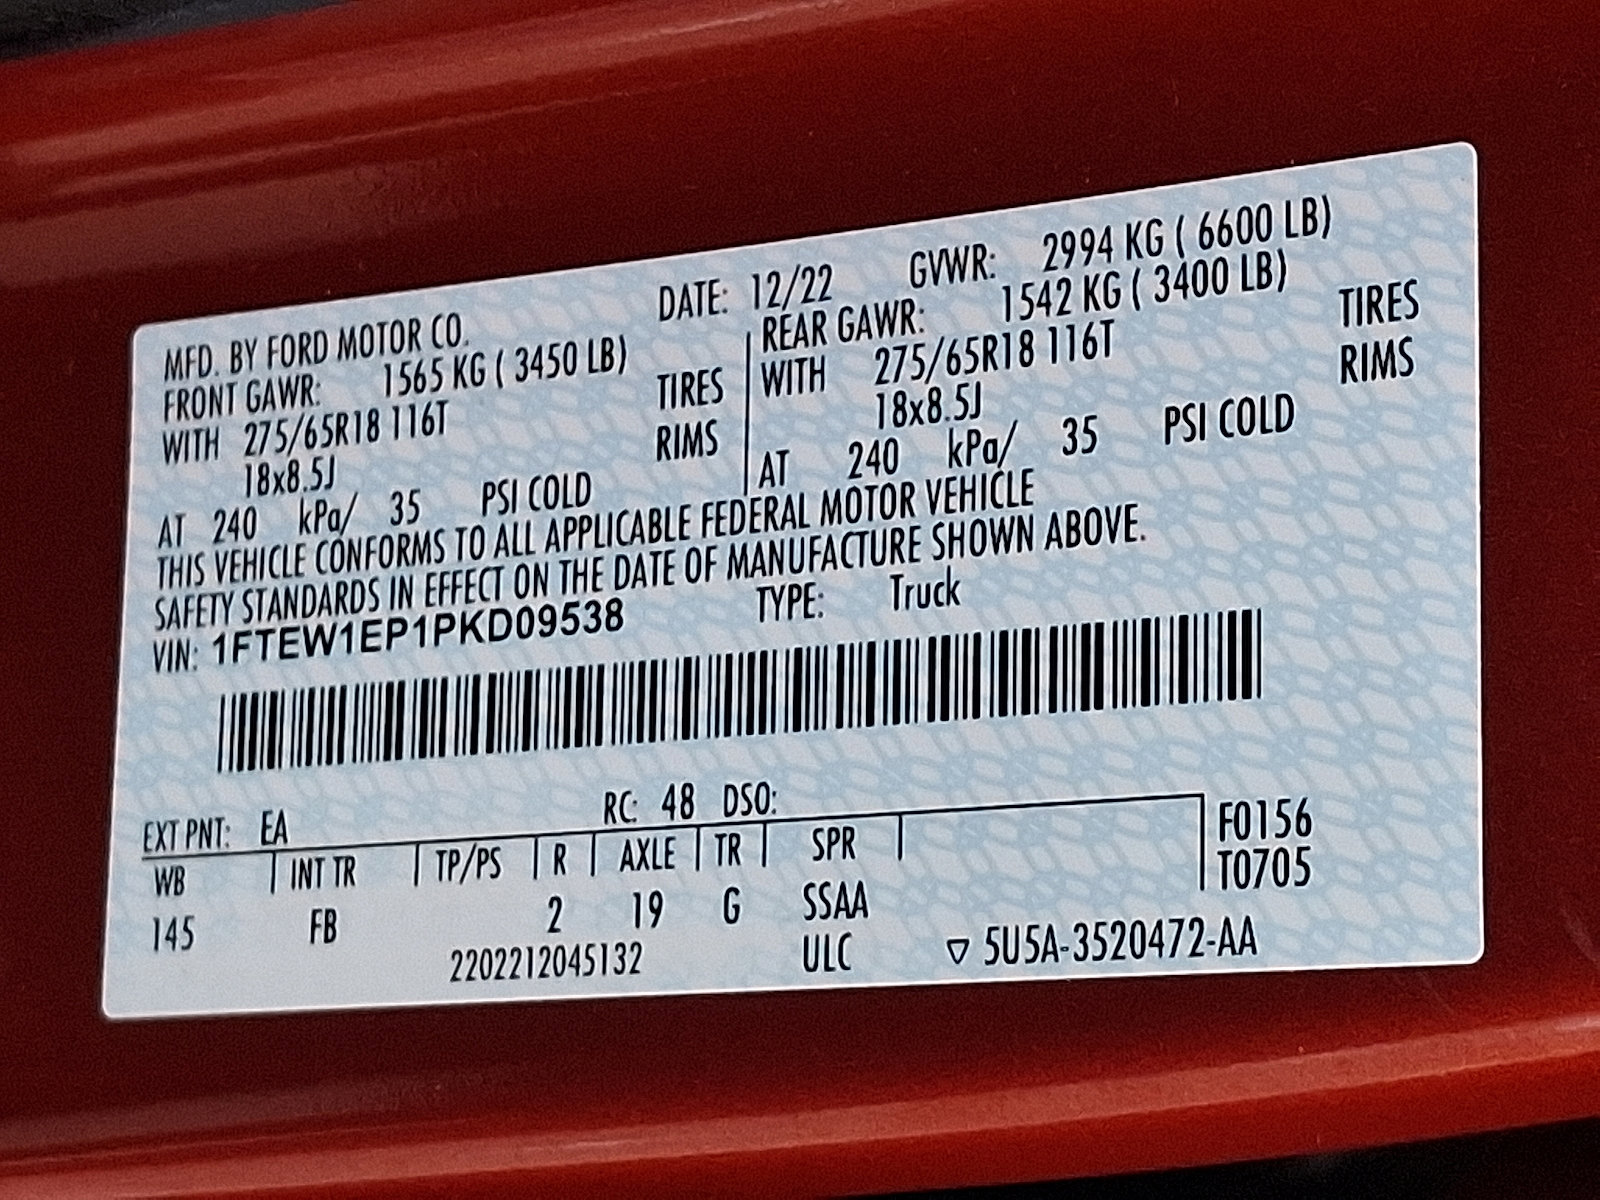 MFD. BY FORD MOTOR CO. DATE: 12/22 GVWR: 2994 KG ( 6600 LB)
FRONT GAWR: 1565 KG ( 3450 LB) REAR GAWR: 1542 KG ( 3400 LB)
WITH 275/65R18 116T TIRES WITH 275/65R18 116T TIRES
18x8.5J RIMS 18x8.5J RIMS
AT 240 kPa/ 35 PSI COLD AT 240 kPa/ 35 PSI COLD
THIS VEHICLE CONFORMS TO ALL APPLICABLE FEDERAL MOTOR VEHICLE
SAFETY STANDARDS IN EFFECT ON THE DATE OF MANUFACTURE SHOWN ABOVE.
VIN: 1FTEW1EP1PKD09538 TYPE: Truck
EXT PNT: EA RC: 48 DSO:
WB INT TR TP/PS R AXLE TR SPR F0156
T0705
145 FB 2 19 G SSAA
2202212045132 ULC ▽ 5U5A-3520472-AA